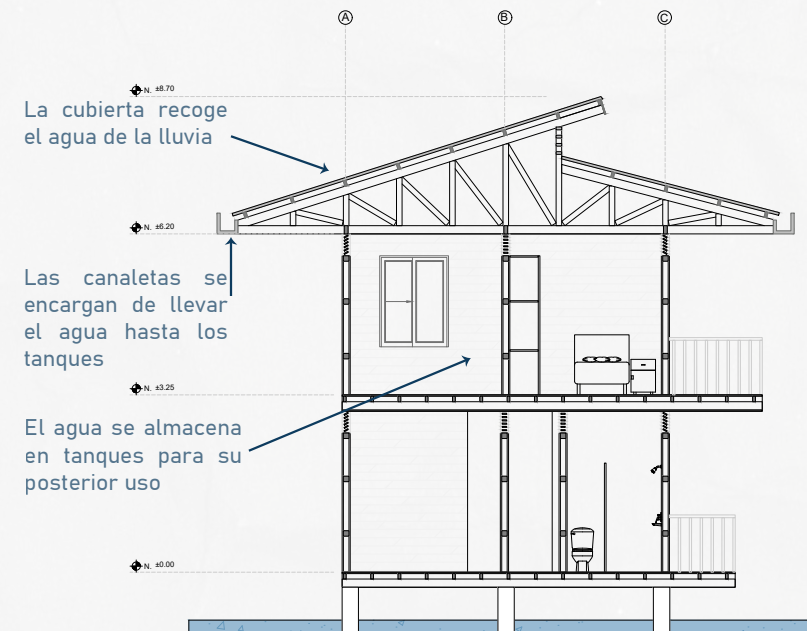 A
B
C
N. ±8.70
La cubierta recoge
el agua de la lluvia
N. ±6.20
Las canaletas se
encargan de llevar
el agua hasta los
tanques
N. ±3.25
El agua se almacena
en tanques para su
posterior uso
N. ±0.00